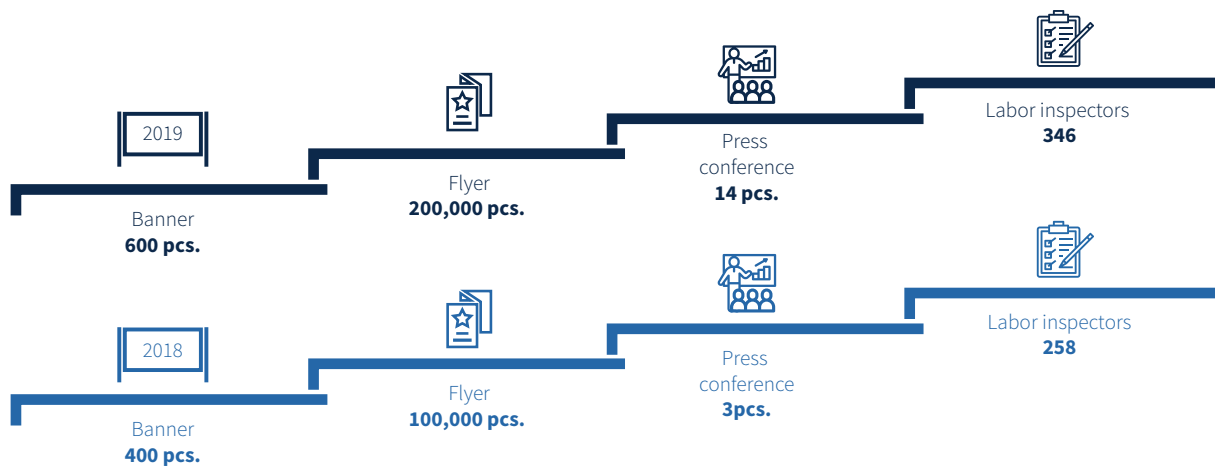 2019
Banner
600 pcs.
Flyer
200,000 pcs.
Press
conference
14 pcs.
Labor inspectors
346
2018
Banner
400 pcs.
Flyer
100,000 pcs.
Press
conference
3pcs.
Labor inspectors
258